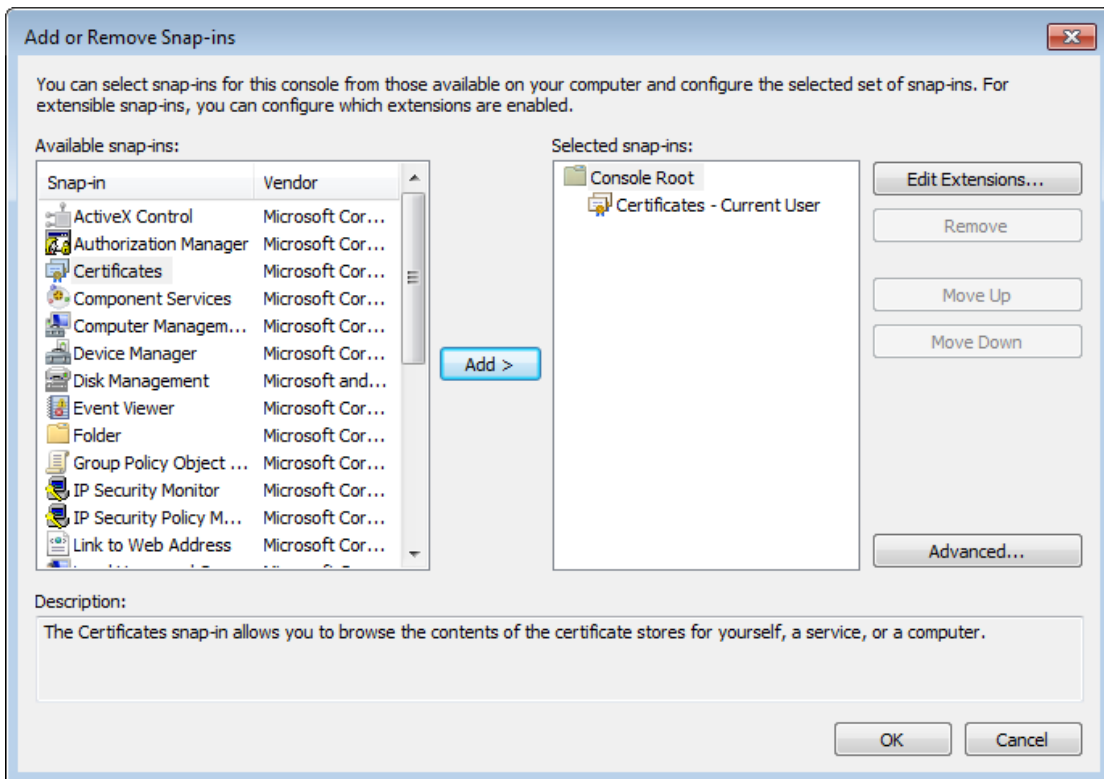 Add or Remove Snap-ins
You can select snap-ins for this console from those available on your computer and configure the selected set of snap-ins. For
extensible snap-ins, you can configure which extensions are enabled.
Available snap-ins:
Selected snap-ins:
Snap-in Vendor
ActiveX Control Microsoft Cor...
Authorization Manager Microsoft Cor...
Certificates Microsoft Cor...
Component Services Microsoft Cor...
Computer Managem... Microsoft Cor...
Device Manager Microsoft Cor...
Disk Management Microsoft and...
Event Viewer Microsoft Cor...
Folder Microsoft Cor...
Group Policy Object ... Microsoft Cor...
IP Security Monitor Microsoft Cor...
IP Security Policy M... Microsoft Cor...
Link to Web Address Microsoft Cor...
Add >
Console Root
Certificates - Current User
Edit Extensions...
Remove
Move Up
Move Down
Advanced...
Description:
The Certificates snap-in allows you to browse the contents of the certificate stores for yourself, a service, or a computer.
OK
Cancel